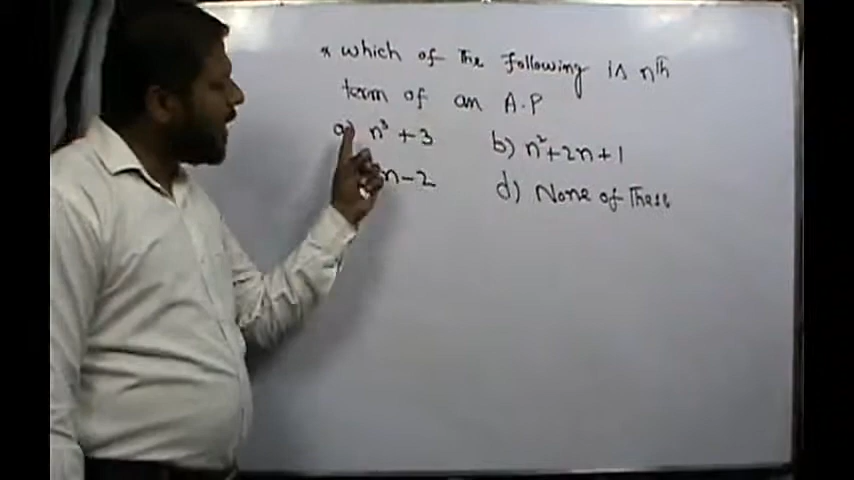 * which of the following is nth
term of an A.P
a) n³ + 3 b) n²+2n+1
n-2 d) None of These